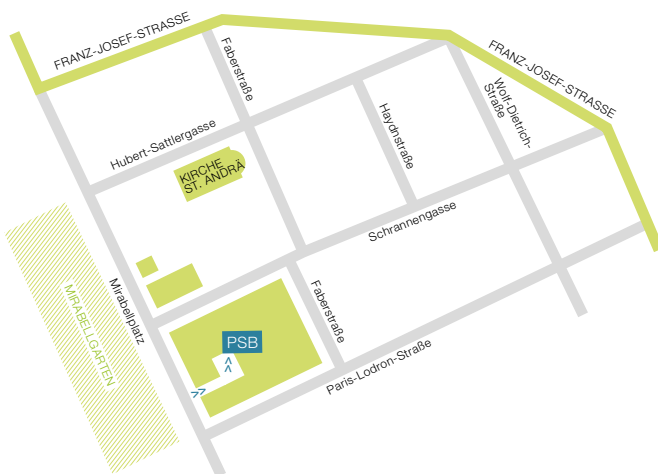 FRANZ-JOSEF-STRASSE
FRANZ-JOSEF-STRASSE
Faberstraße
Wolf-Dietrich-
Straße
Haydnstraße
Hubert-Sattlergasse
KIRCHE
ST. ANDRÄ
Schrannengasse
MIRABELLGARTEN
Mirabellplatz
Faberstraße
PSB
>>
>>
Paris-Lodron-Straße